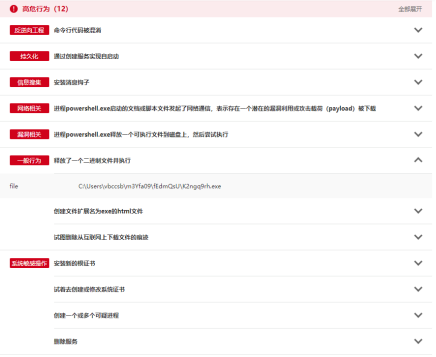 高危行为（12）
全部展开
反逆向工程 命令行代码被混淆
持久化 通过创建服务实现自启动
信息搜集 安装消息钩子
网络相关 进程powershell.exe启动的文档或脚本文件发起了网络通信，表示存在一个潜在的漏洞利用或攻击载荷（payload）被下载
漏洞相关 进程powershell.exe释放一个可执行文件到磁盘上，然后尝试执行
一般行为 释放了一个二进制文件并执行
file C:\Users\vbccsb\m3Yfa09\fEdmQsU\K2ngq9rh.exe
创建文件扩展名为exe的html文件
试图删除从互联网上下载文件的痕迹
系统敏感操作 安装新的根证书
试着去创建或修改系统证书
创建一个或多个可疑进程
删除服务